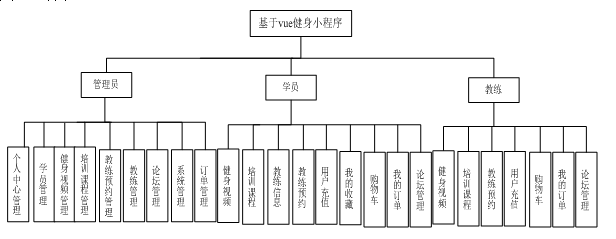 基于vue健身小程序
管理员
学员
教练
个人中心管理
学员管理
健身视频管理
培训课程管理
教练预约管理
教练管理
论坛管理
系统管理
订单管理
健身视频
培训课程
教练信息
教练预约
用户充值
我的收藏
购物车
我的订单
论坛管理
健身视频
培训课程
教练预约
用户充值
购物车
我的订单
论坛管理